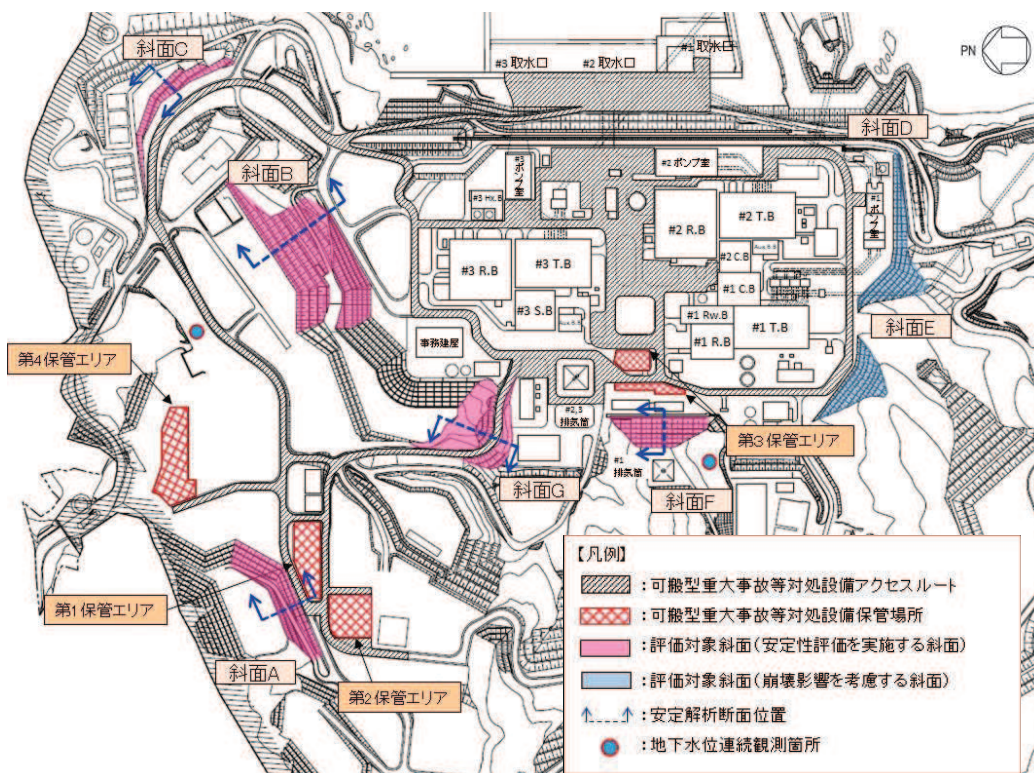 斜面C
#3 取水口
#2 取水口
#1 取水口
PN
斜面D
斜面B
#3 ポンプ室
#3 Hx.B
#2 ポンプ室
#1 ポンプ室
#2 R.B
#2 T.B
#3 R.B
#3 T.B
#2 C.B
Aux.B.B
#1 C.B
#3 S.B
Aux.B.B
#1 Rw.B
#1 R.B
#1 T.B
斜面E
事務建屋
第4保管エリア
#2,3
排気筒
第3保管エリア
#1
排気筒
斜面G
斜面F
第1保管エリア
斜面A
第2保管エリア
【凡例】
:可搬型重大事故等対処設備アクセスルート
:可搬型重大事故等対処設備保管場所
:評価対象斜面(安定性評価を実施する斜面)
:評価対象斜面(崩壊影響を考慮する斜面)
:安定解析断面位置
:地下水位連続観測箇所